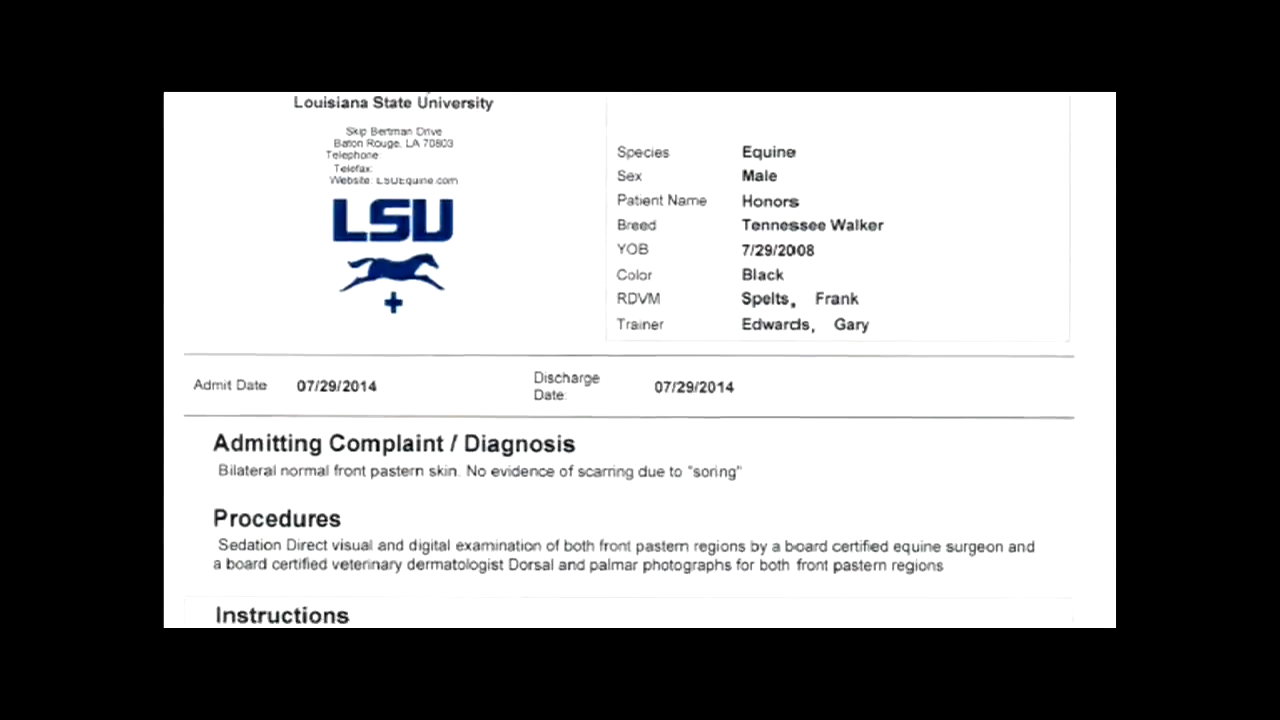 Louisiana State University
Skip Bertman Drive
Baton Rouge, LA 70803
Telephone:
Telefax:
Website: LSUEquine.com
LSU
Species Equine
Sex Male
Patient Name Honors
Breed Tennessee Walker
YOB 7/29/2008
Color Black
RDVM Spelts, Frank
Trainer Edwards, Gary
Admit Date 07/29/2014 Discharge Date: 07/29/2014
Admitting Complaint / Diagnosis
Bilateral normal front pastern skin. No evidence of scarring due to "soring"
Procedures
Sedation Direct visual and digital examination of both front pastern regions by a board certified equine surgeon and
a board certified veterinary dermatologist Dorsal and palmar photographs for both front pastern regions
Instructions